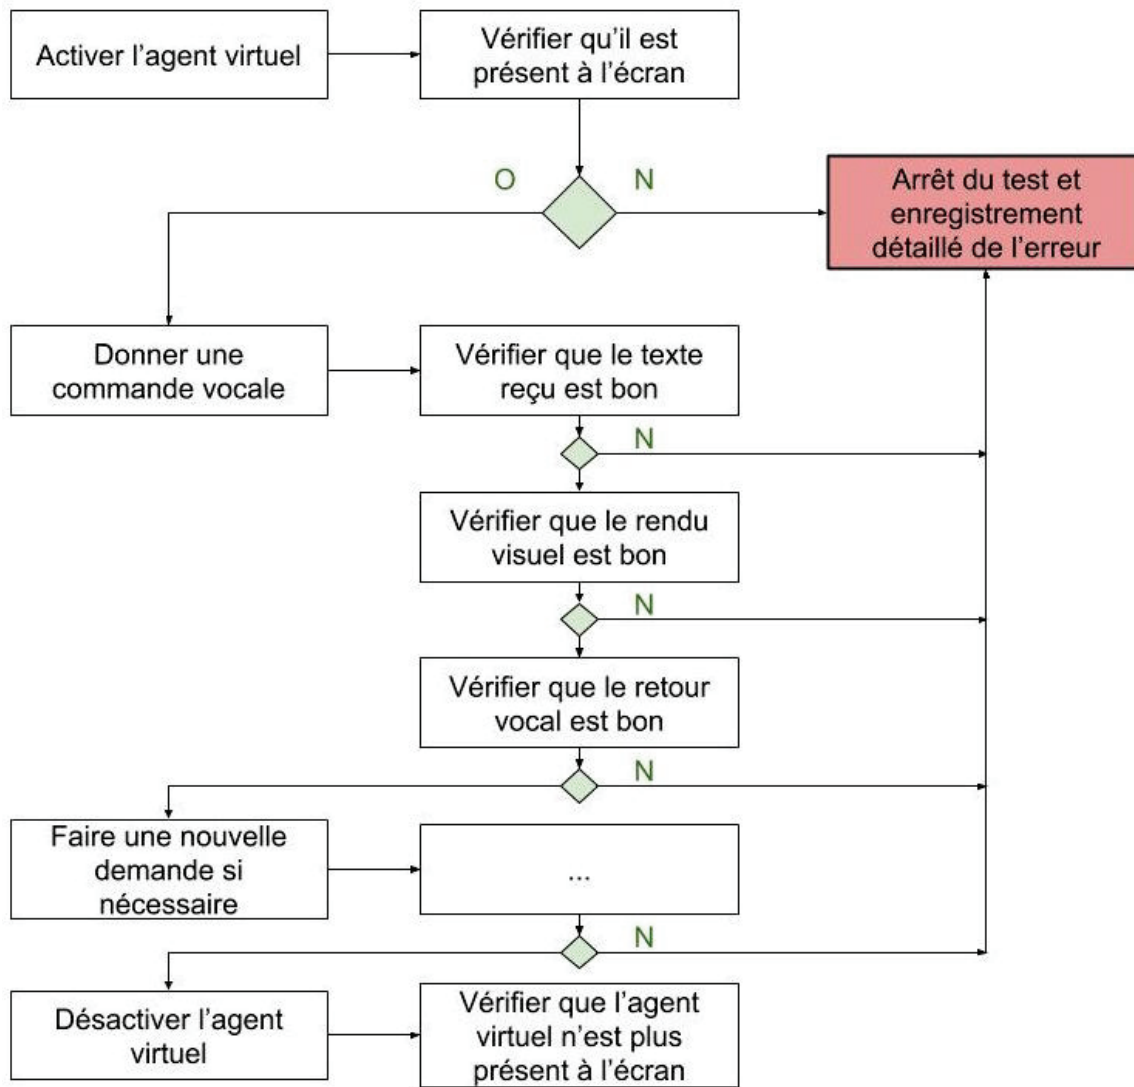 Activer l'agent virtuel
Vérifier qu'il est
présent à l'écran
O
N
Arrêt du test et
enregistrement
détaillé de l'erreur
Donner une
commande vocale
Vérifier que le texte
reçu est bon
N
Vérifier que le rendu
visuel est bon
N
Vérifier que le retour
vocal est bon
N
Faire une nouvelle
demande si
nécessaire
...
N
Désactiver l'agent
virtuel
Vérifier que l'agent
virtuel n'est plus
présent à l'écran